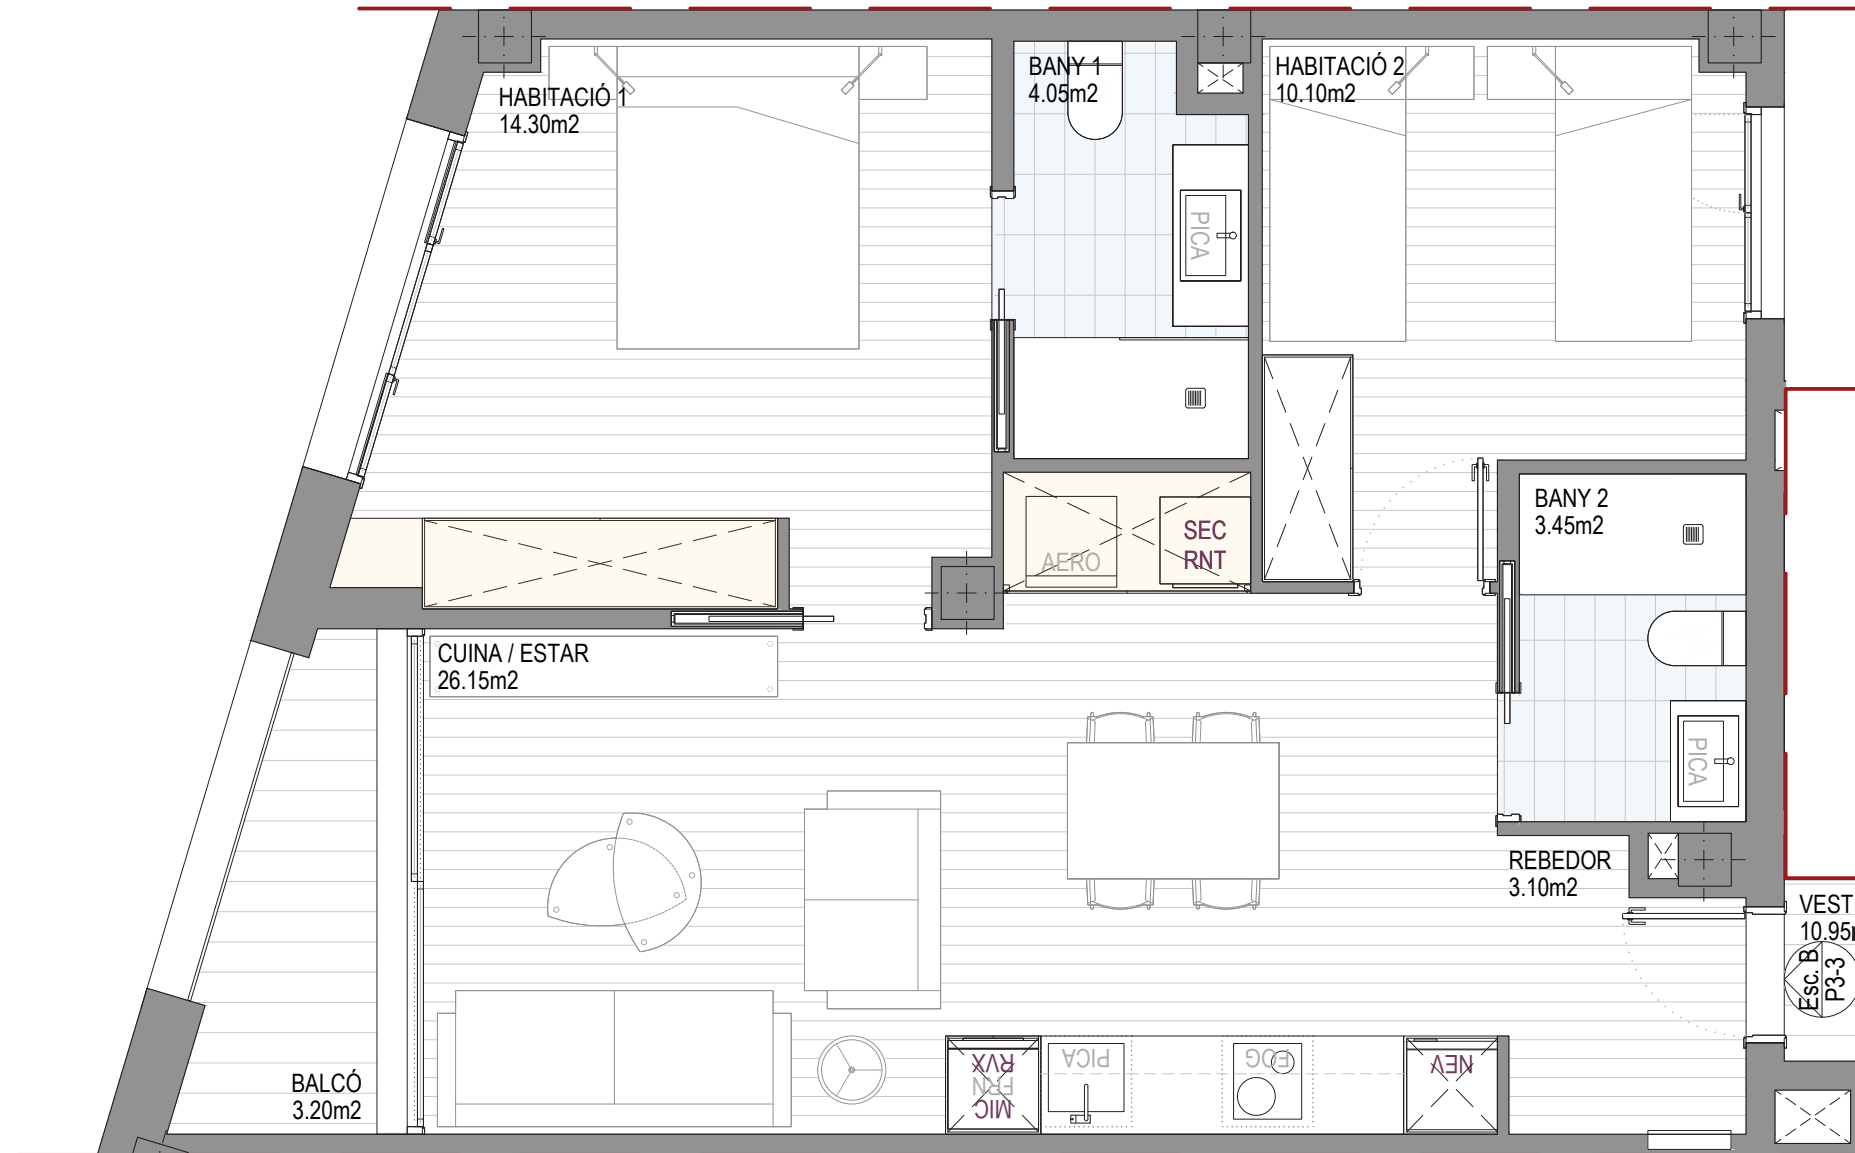 HABITACIÓ 1
14.30m2
BANY 1
4.05m2
HABITACIÓ 2
10.10m2
PICA
BANY 2
3.45m2
SEC
RNT
AERO
CUINA / ESTAR
26.15m2
PICA
REBEDOR
3.10m2
VEST
10.95
Esc. B
P3-3
BALCÓ
3.20m2
RVX
FRN
MIC
PICA
FOG
NEV